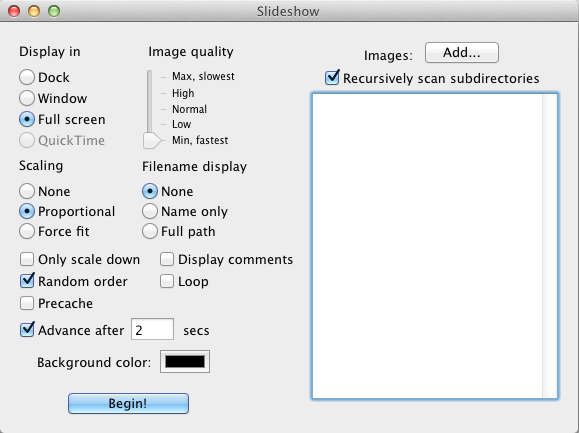 Slideshow
Display in
Dock
Window
Full screen
QuickTime
Image quality
Max, slowest
High
Normal
Low
Min, fastest
Scaling
None
Proportional
Force fit
Filename display
None
Name only
Full path
Only scale down
Display comments
Random order
Loop
Precache
Advance after 2 secs
Background color:
Begin!
Images: Add...
Recursively scan subdirectories